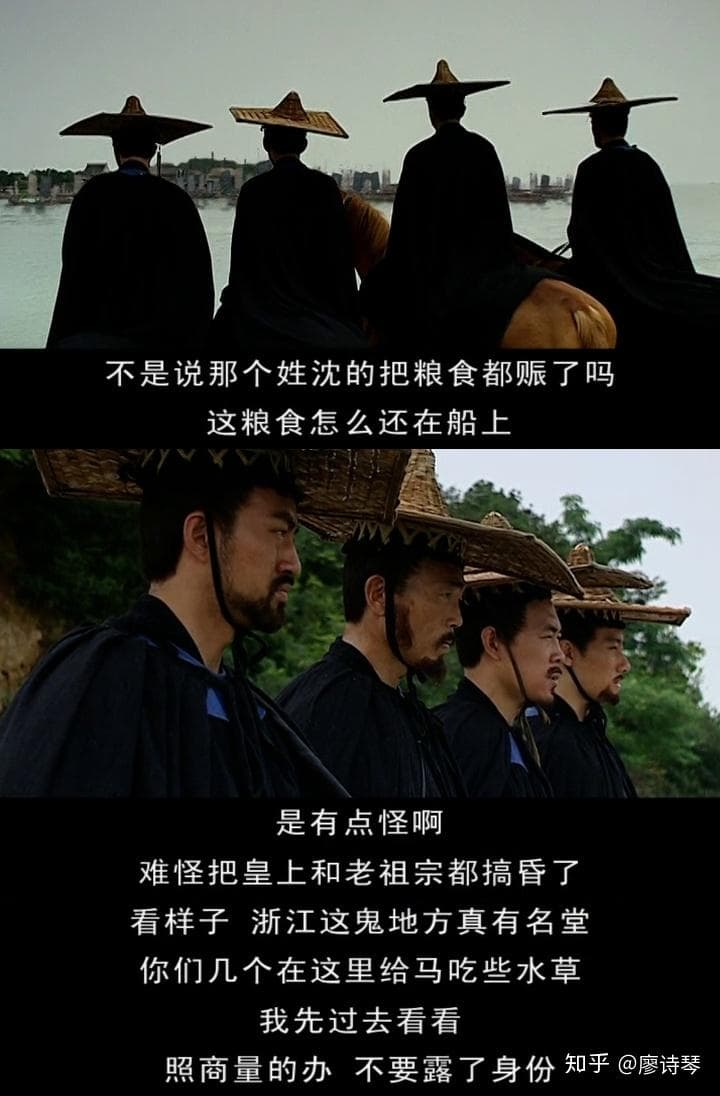 不是说那个姓沈的把粮食都赈了吗
这粮食怎么还在船上
是有点怪啊
难怪把皇上和老祖宗都搞昏了
看样子 浙江这鬼地方真有名堂
你们几个在这里给马吃些水草
我先过去看看
照商量的办 不要露了身份
知乎 @廖诗琴